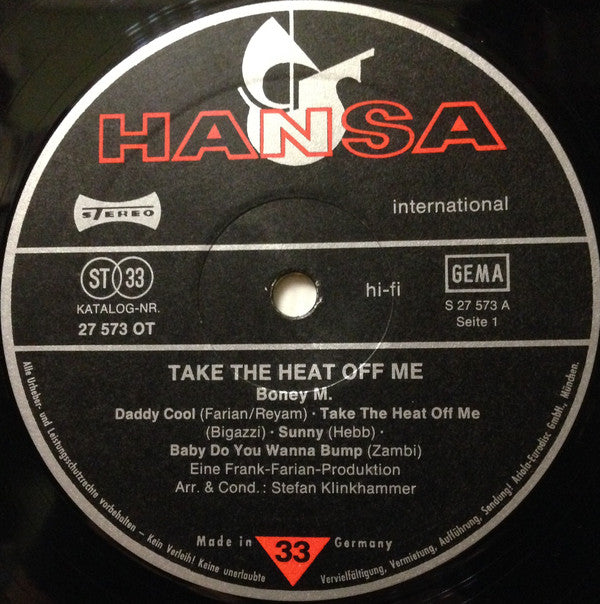 HANSA
STEREO
international
ST 33
KATALOG-NR.
27 573 OT
hi-fi
GEMA
S 27 573 A
Seite 1
TAKE THE HEAT OFF ME
Boney M.
Daddy Cool (Farian/Reyam) · Take The Heat Off Me
(Bigazzi) · Sunny (Hebb) ·
Baby Do You Wanna Bump (Zambi)
Eine Frank-Farian-Produktion
Arr. & Cond.: Stefan Klinkhammer
Made in Germany
33
Alle Urheber- und Leistungsschutzrechte vorbehalten – Kein Verleih! Keine unerlaubte Vervielfältigung, Vermietung, Aufführung, Sendung! Ariola-Eurodisc GmbH, München.